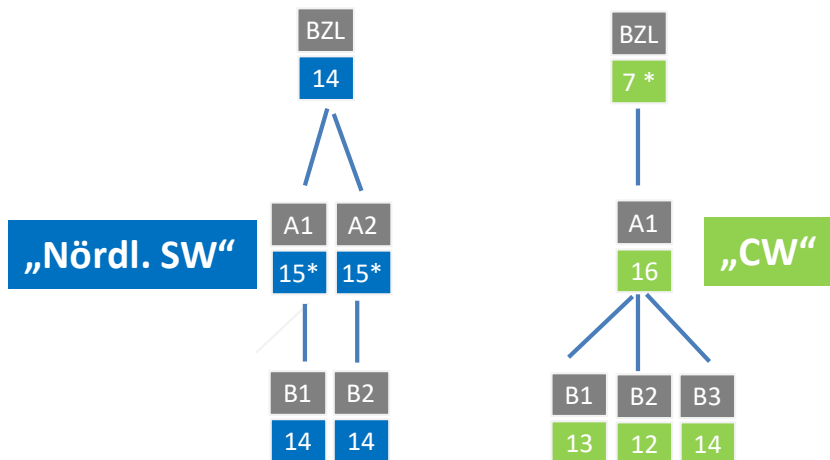 BZL
14
BZL
7 *
„Nördl. SW“
A1
A2
15*
15*
A1
16
„CW“
B1
B2
14
14
B1
B2
B3
13
12
14